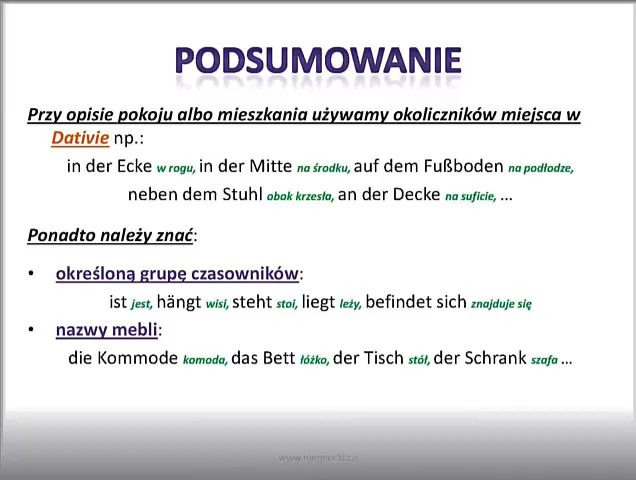 PODSUMOWANIE
Przy opisie pokoju albo mieszkania używamy okoliczników miejsca w
Dativie np.:
in der Ecke w rogu, in der Mitte na środku, auf dem Fußboden na podłodze,
neben dem Stuhl obok krzesła, an der Decke na suficie, ...
Ponadto należy znać:
• określoną grupę czasowników:
ist jest, hängt wisi, steht stoi, liegt leży, befindet sich znajduje się
• nazwy mebli:
die Kommode komoda, das Bett łóżko, der Tisch stół, der Schrank szafa ...
www.niemiecki.co